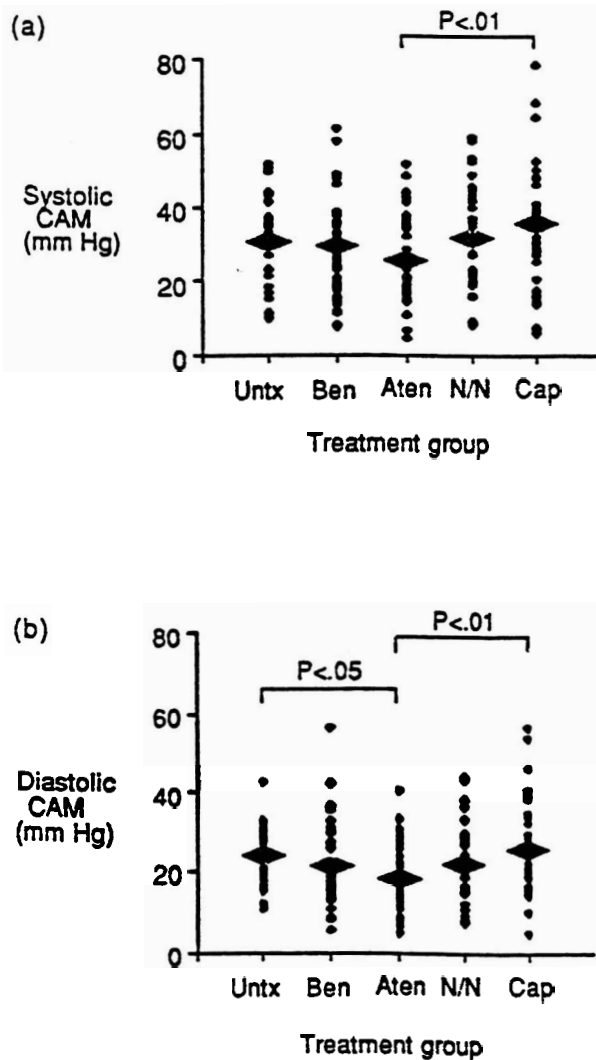 (a)
P<.01
80
60
Systolic
CAM
(mm Hg)
40
20
0
Untx Ben Aten N/N Cap
Treatment group
(b)
P<.01
80
P<.05
60
Diastolic
CAM
(mm Hg)
40
20
0
Untx Ben Aten N/N Cap
Treatment group